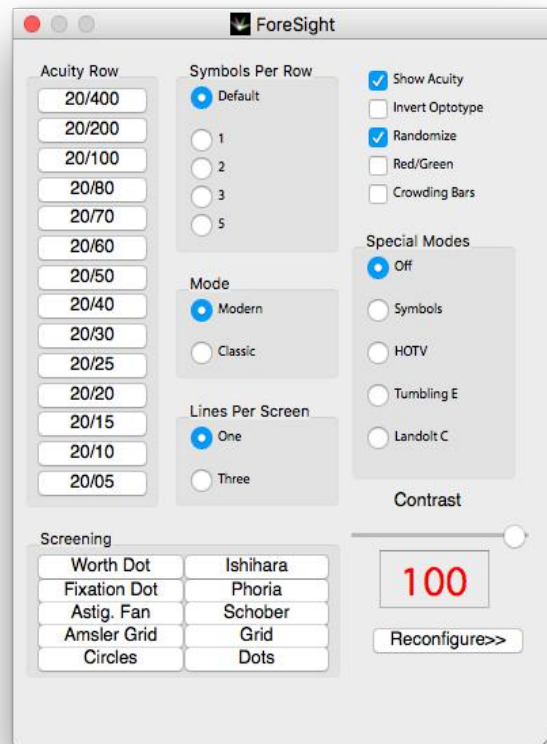 ForeSight
Acuity Row
20/400
20/200
20/100
20/80
20/70
20/60
20/50
20/40
20/30
20/25
20/20
20/15
20/10
20/05
Symbols Per Row
Default
1
2
3
5
Mode
Modern
Classic
Lines Per Screen
One
Three
Show Acuity
Invert Optotype
Randomize
Red/Green
Crowding Bars
Special Modes
Off
Symbols
HOTV
Tumbling E
Landolt C
Contrast
100
Reconfigure>>
Screening
Worth Dot Ishihara
Fixation Dot Phoria
Astig. Fan Schober
Amsler Grid Grid
Circles Dots